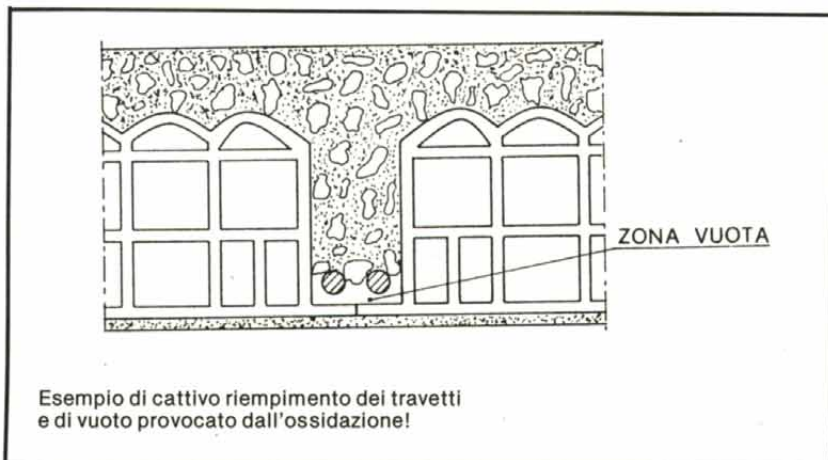 ZONA VUOTA
Esempio di cattivo riempimento dei travetti
e di vuoto provocato dall'ossidazione!